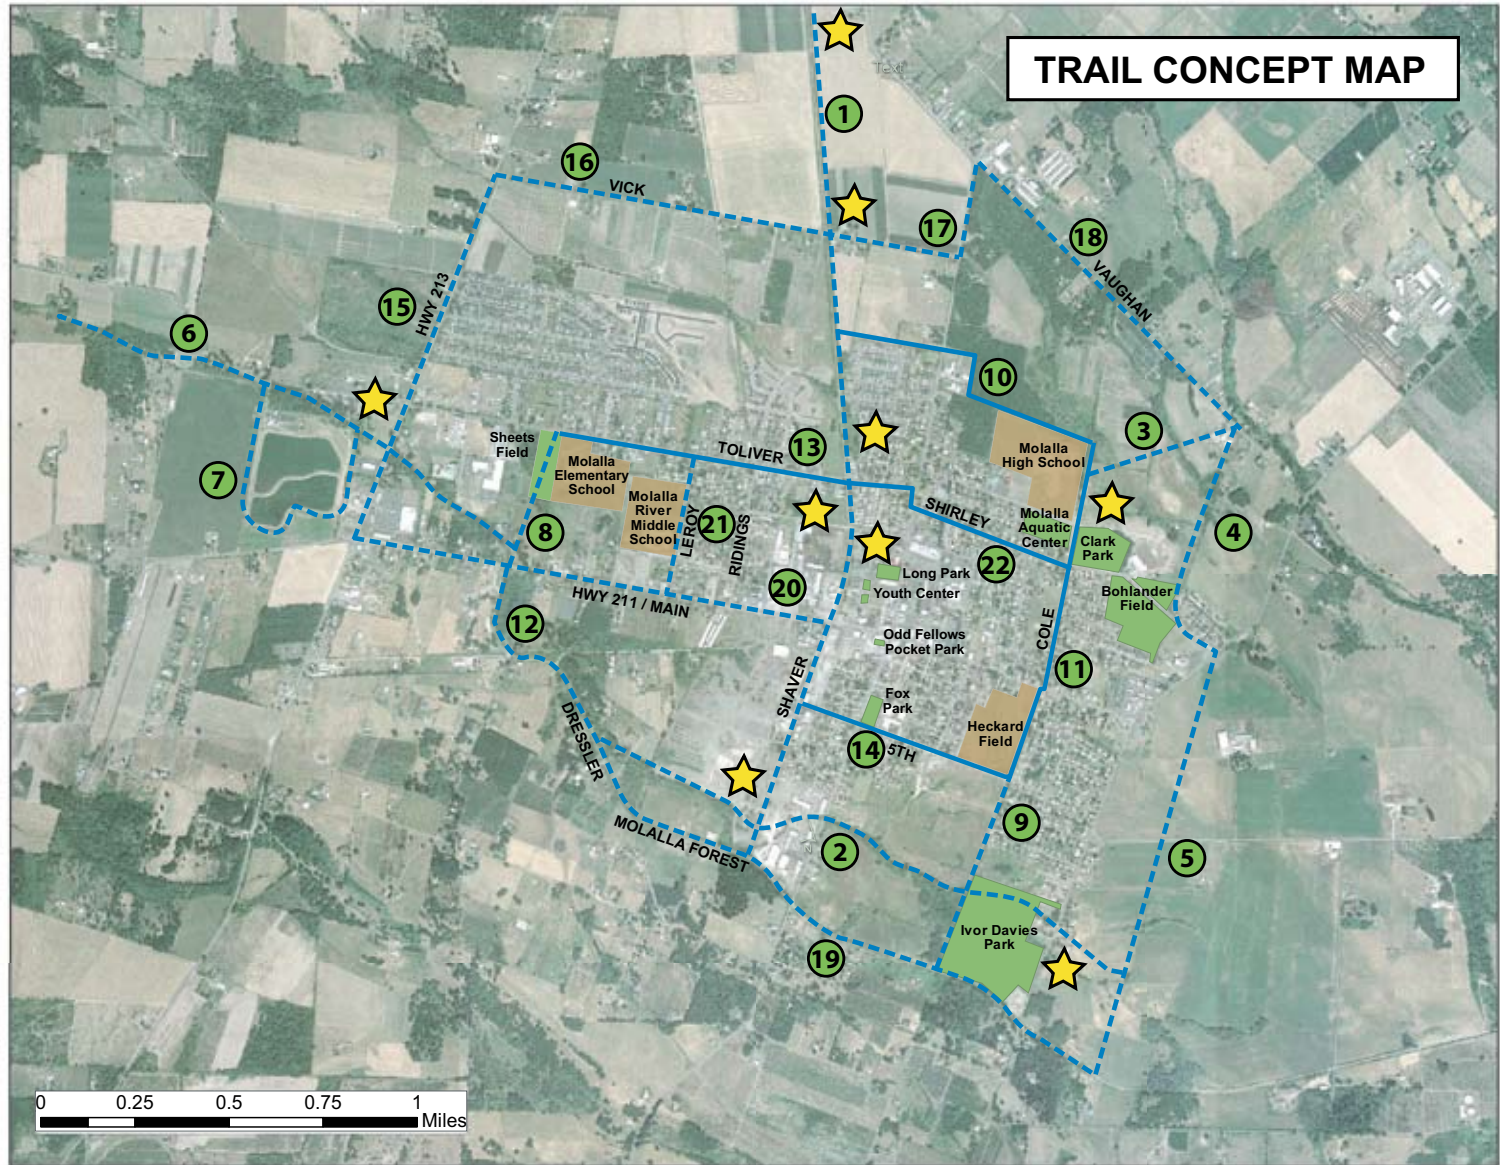 TRAIL CONCEPT MAP
Text
1
16
VICK
17
18
VAUGHAN
15
HWY 213
6
10
3
Sheets
Field
TOLIVER
13
Molalla
High School
Molalla
Elementary
School
7
Molalla
River
Middle
School
LEROY
21
RIDINGS
SHIRLEY
Molalla
Aquatic
Center
Clark
Park
4
8
22
Long Park
Youth Center
20
HWY 211 / MAIN
Bohlander
Field
12
Odd Fellows
Pocket Park
COLE
11
SHAVER
Fox
Park
DRESSLER
Heckard
Field
14
5TH
MOLALLA FOREST
9
2
5
Ivor Davies
Park
19
0
0.25
0.5
0.75
1
Miles